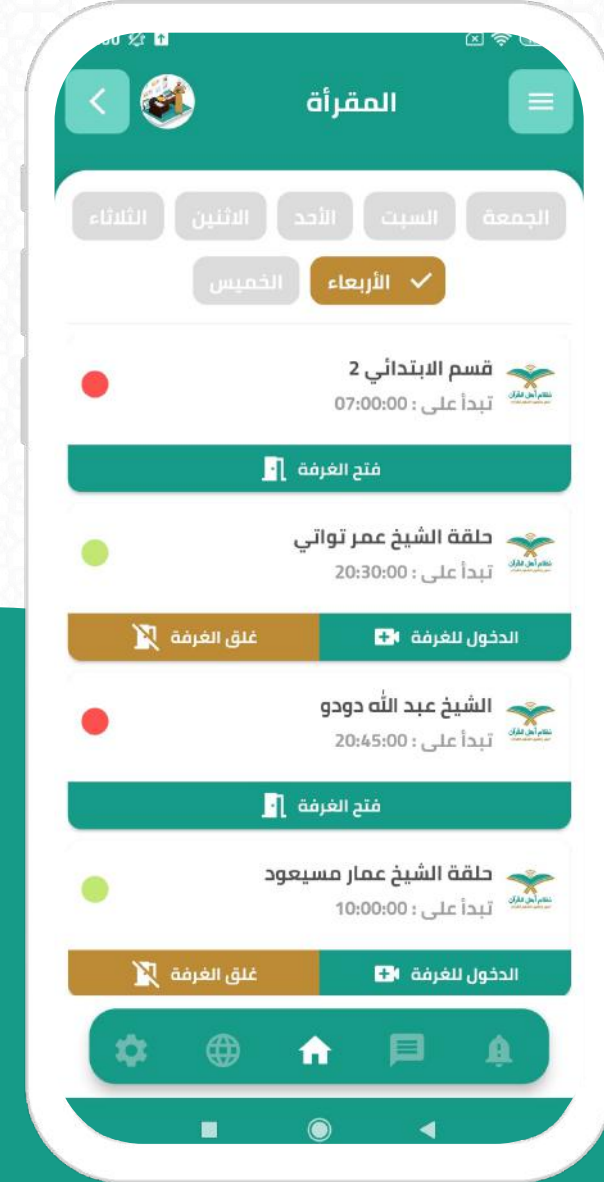 المقرأة
الجمعة السبت الأحد الاثنين الثلاثاء
الأربعاء الخميس
قسم الابتدائي 2
تبدأ على : 07:00:00
فتح الغرفة
حلقة الشيخ عمر تواتي
تبدأ على : 20:30:00
الدخول للغرفة غلق الغرفة
الشيخ عبد الله دودو
تبدأ على : 20:45:00
فتح الغرفة
حلقة الشيخ عمار مسيعود
تبدأ على : 10:00:00
الدخول للغرفة غلق الغرفة